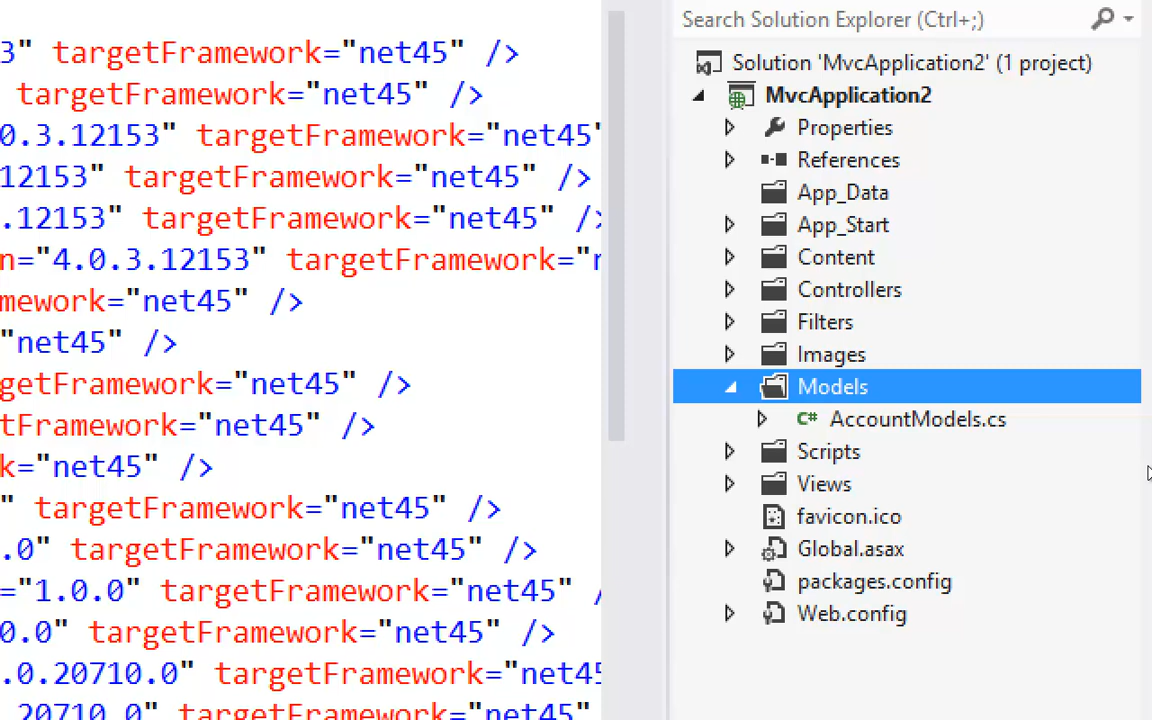 3" targetFramework="net45" />
targetFramework="net45" />
0.3.12153" targetFramework="net45"
12153" targetFramework="net45" />
.12153" targetFramework="net45" />
n="4.0.3.12153" targetFramework="n
mework="net45" />
"net45" />
getFramework="net45" />
tFramework="net45" />
k="net45" />
" targetFramework="net45" />
.0" targetFramework="net45" />
="1.0.0" targetFramework="net45" /
0.0" targetFramework="net45" />
.0.20710.0" targetFramework="net45
20710.0" targetFramework="net45" />
Search Solution Explorer (Ctrl+;)
Solution 'MvcApplication2' (1 project)
MvcApplication2
Properties
References
App_Data
App_Start
Content
Controllers
Filters
Images
Models
C# AccountModels.cs
Scripts
Views
favicon.ico
Global.asax
packages.config
Web.config